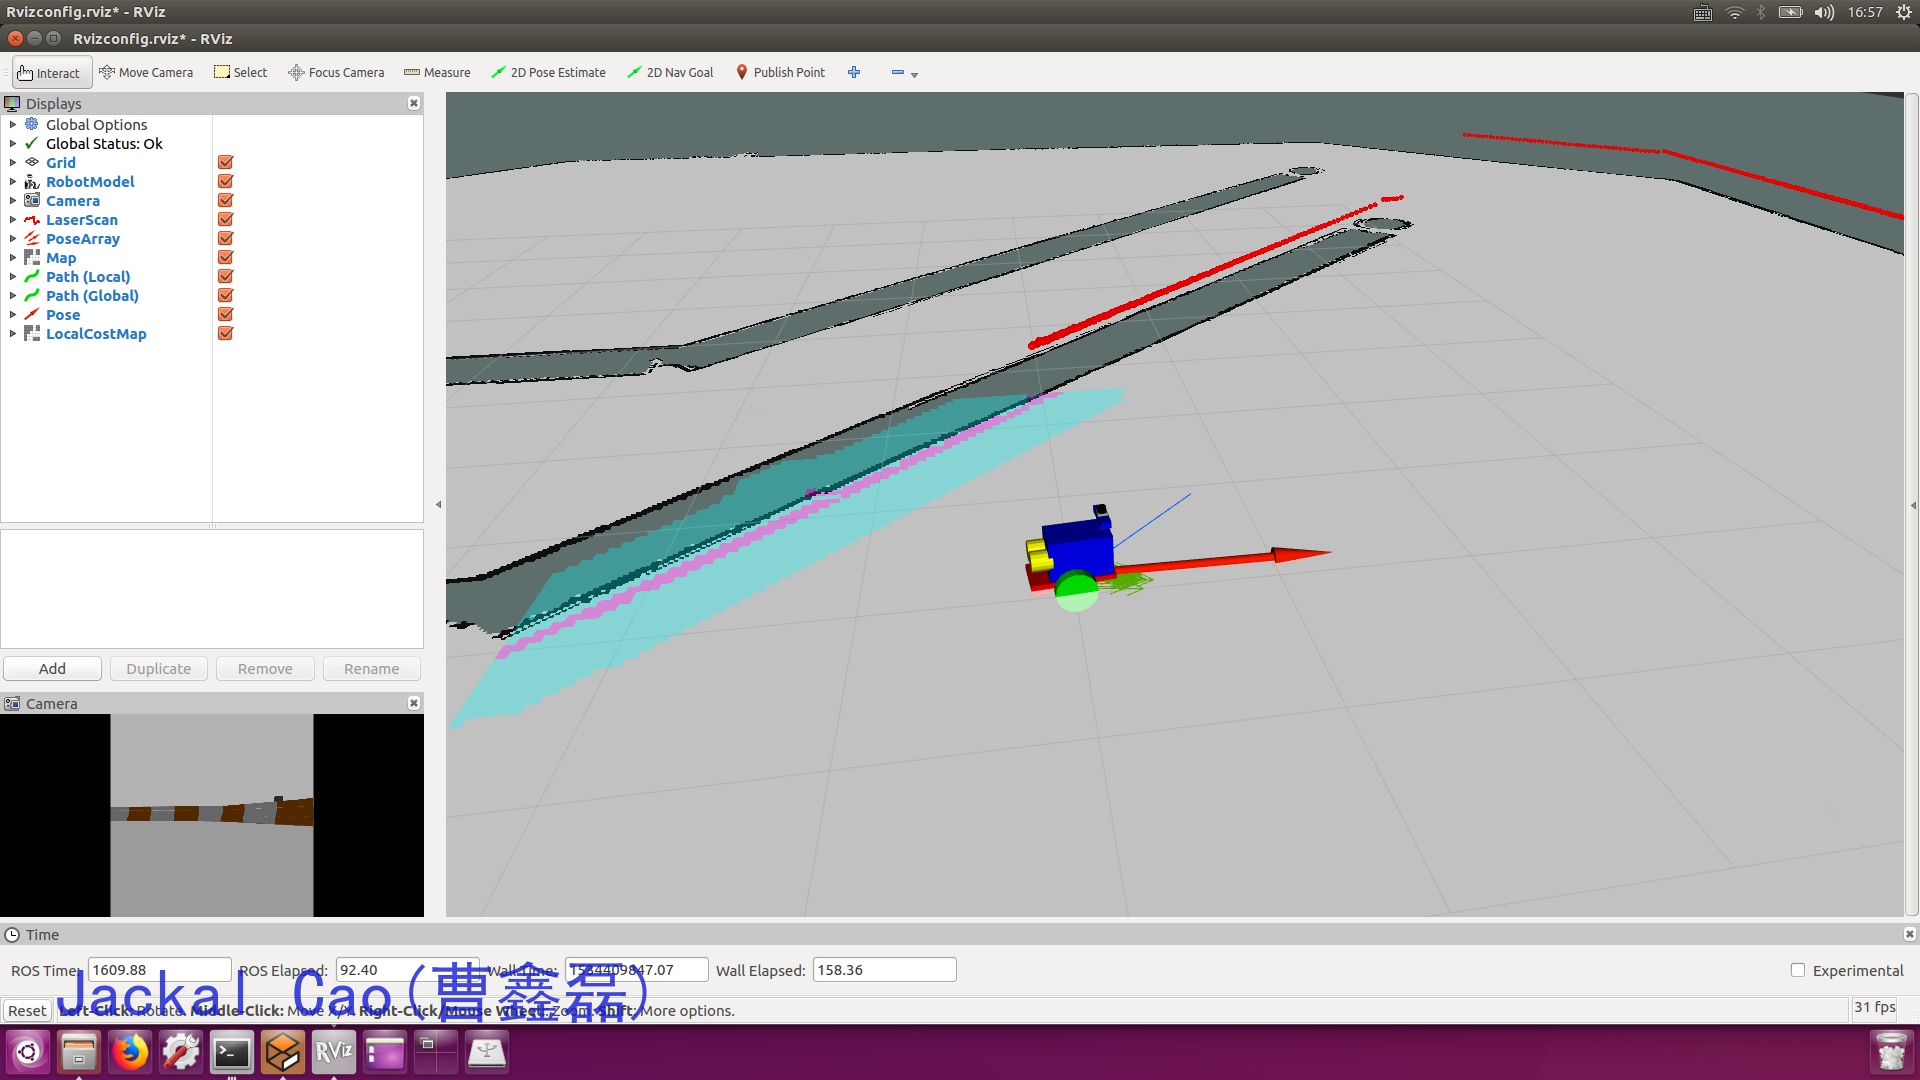 Rvizconfig.rviz* - RViz
16:57
Rvizconfig.rviz* - RViz
Interact Move Camera Select Focus Camera Measure 2D Pose Estimate 2D Nav Goal Publish Point
Displays
Global Options
Global Status: Ok
Grid
RobotModel
Camera
LaserScan
PoseArray
Map
Path (Local)
Path (Global)
Pose
LocalCostMap
Add Duplicate Remove Rename
Camera
Time
ROS Time: 1609.88 ROS Elapsed: 92.40 Wall Time: 1534409847.07 Wall Elapsed: 158.36 Experimental
Jackal Cao(曹鑫磊)
Reset Left-Click: Rotate. Middle-Click: Move X/Y. Right-Click/Mouse Wheel: Zoom. Shift: More options. 31 fps
RViz